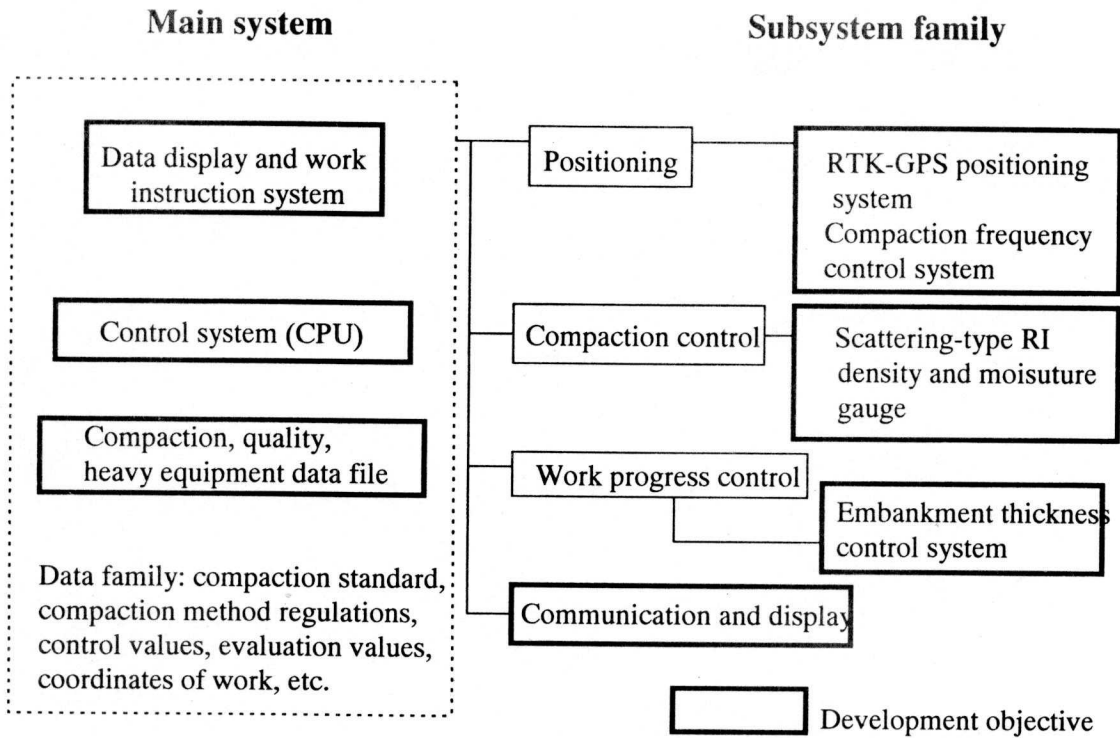 Main system
Subsystem family
Data display and work
instruction system
Control system (CPU)
Compaction, quality,
heavy equipment data file
Data family: compaction standard,
compaction method regulations,
control values, evaluation values,
coordinates of work, etc.
Positioning
RTK-GPS positioning
system
Compaction frequency
control system
Compaction control
Scattering-type RI
density and moisuture
gauge
Work progress control
Embankment thickness
control system
Communication and display
Development objective